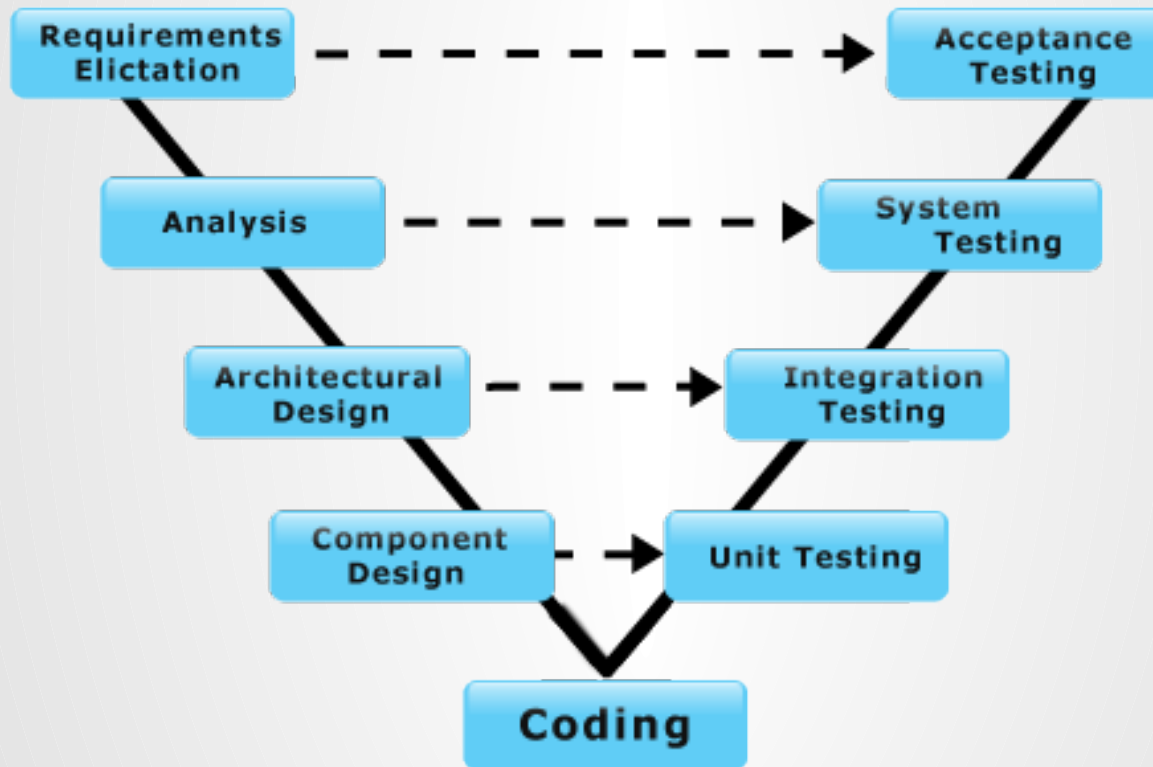 Requirements
Elictation
Acceptance
Testing
Analysis
System
Testing
Architectural
Design
Integration
Testing
Component
Design
Unit Testing
Coding